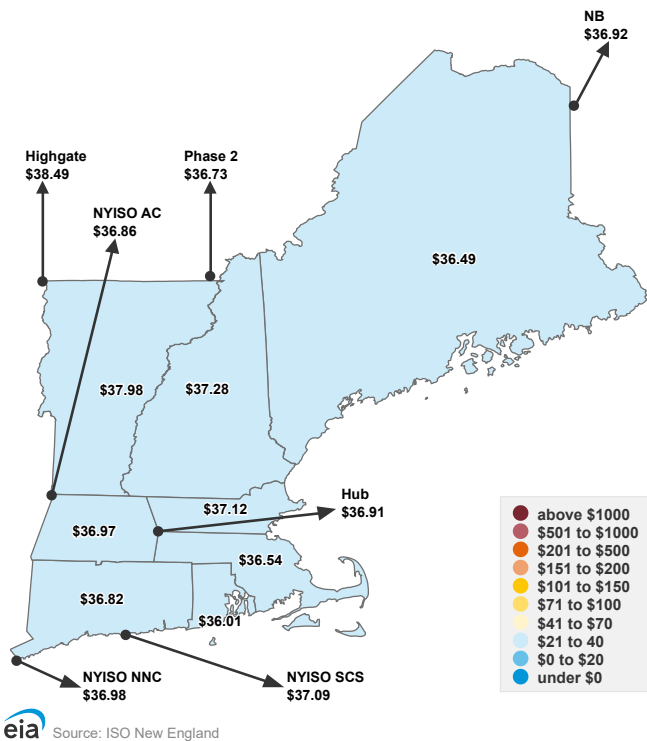 NB
$36.92
Highgate
$38.49
Phase 2
$36.73
NYISO AC
$36.86
$36.49
$37.98
$37.28
Hub
$36.91
$37.12
$36.97
$36.54
$36.82
$36.01
NYISO NNC
$36.98
NYISO SCS
$37.09
above $1000
$501 to $1000
$201 to $500
$151 to $200
$101 to $150
$71 to $100
$41 to $70
$21 to 40
$0 to $20
under $0
eia Source: ISO New England